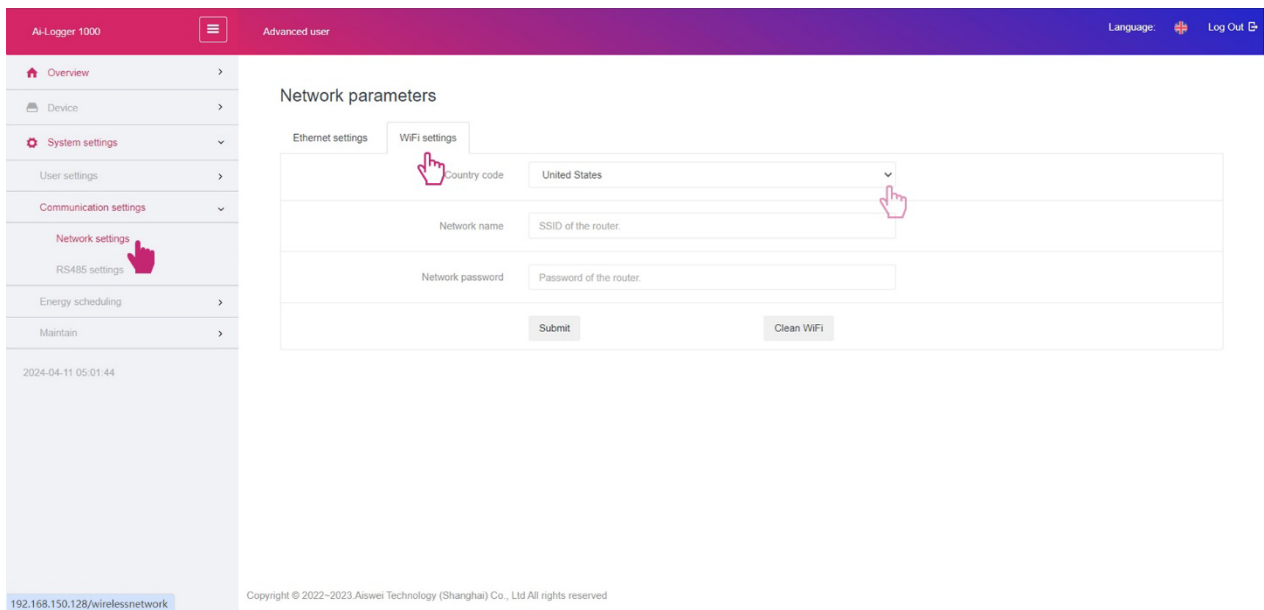 Ai-Logger 1000
Advanced user
Language:
Log Out
Overview
Device
System settings
User settings
Communication settings
Network settings
RS485 settings
Energy scheduling
Maintain
2024-04-11 05:01:44
Network parameters
Ethernet settings
WiFi settings
Country code
United States
Network name
SSID of the router.
Network password
Password of the router.
Submit
Clean WiFi
192.168.150.128/wirelessnetwork
Copyright © 2022~2023.Aiswei Technology (Shanghai) Co., Ltd All rights reserved